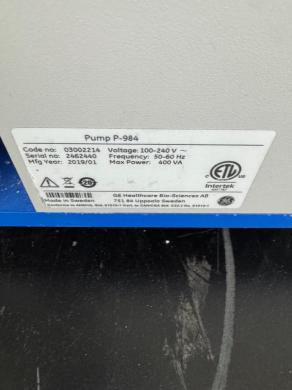 Pump P-984
Code no: 03002214 Voltage: 100-240 V ~
Serial no: 2462440 Frequency: 50-60 Hz
Mfg Year: 2019/01 Max Power: 400 VA
ETL
Intertek
GE Healthcare Bio-Sciences AB
Made in Sweden 751 84 Uppsala Sweden